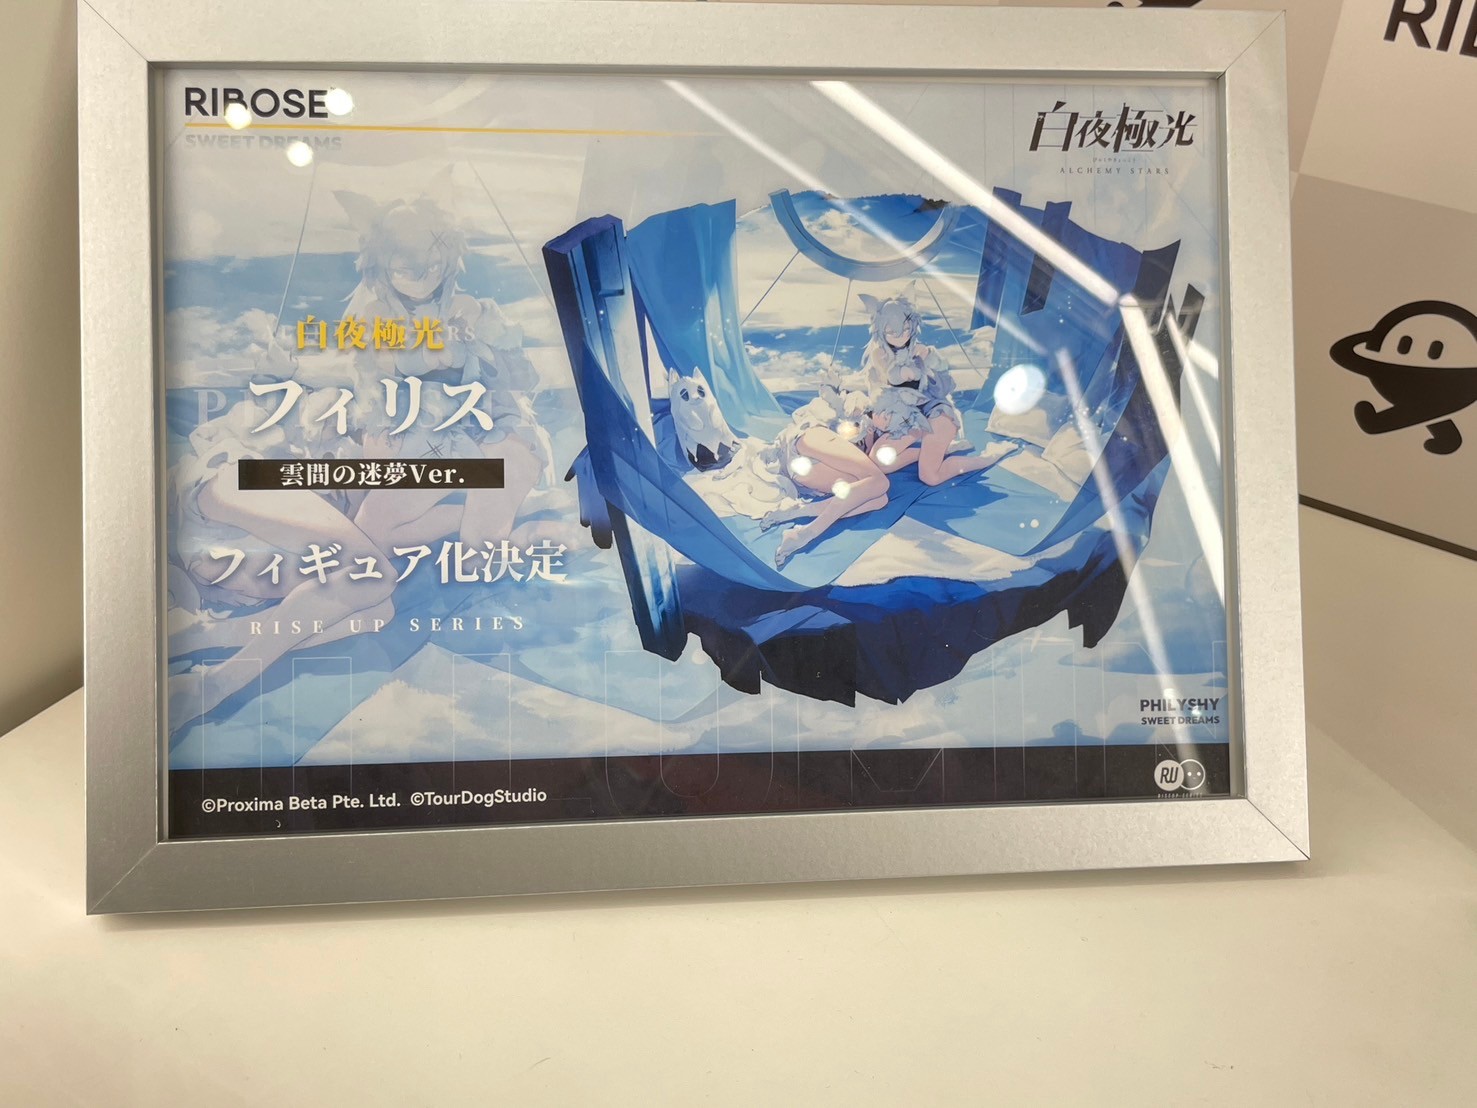 RIBOSE
SWEET DREAMS
白夜極光
ALCHEMY STARS
白夜極光
フィリス
雲間の迷夢Ver.
フィギュア化決定
RISE UP SERIES
PHILYSHY
SWEET DREAMS
RU
©Proxima Beta Pte. Ltd. ©TourDogStudio